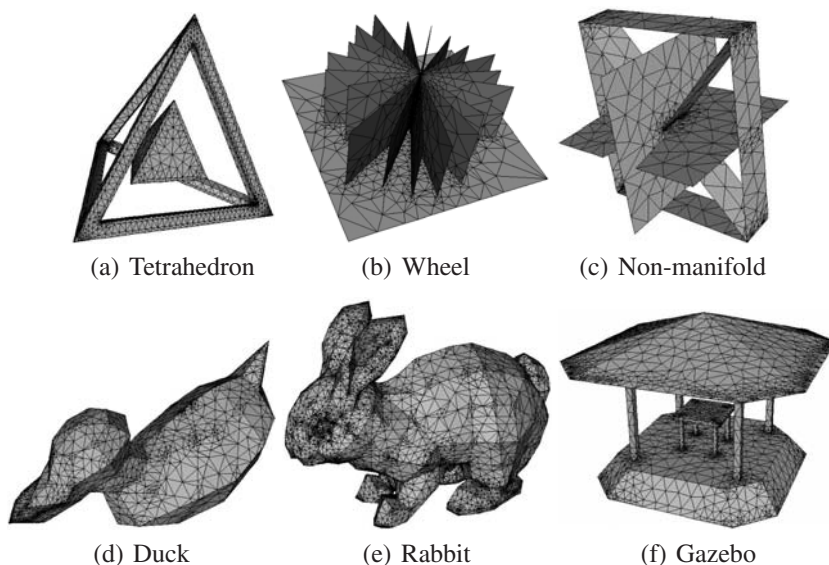 (a) Tetrahedron
(b) Wheel
(c) Non-manifold
(d) Duck
(e) Rabbit
(f) Gazebo